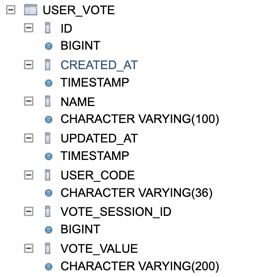 USER_VOTE
ID
BIGINT
CREATED_AT
TIMESTAMP
NAME
CHARACTER VARYING(100)
UPDATED_AT
TIMESTAMP
USER_CODE
CHARACTER VARYING(36)
VOTE_SESSION_ID
BIGINT
VOTE_VALUE
CHARACTER VARYING(200)